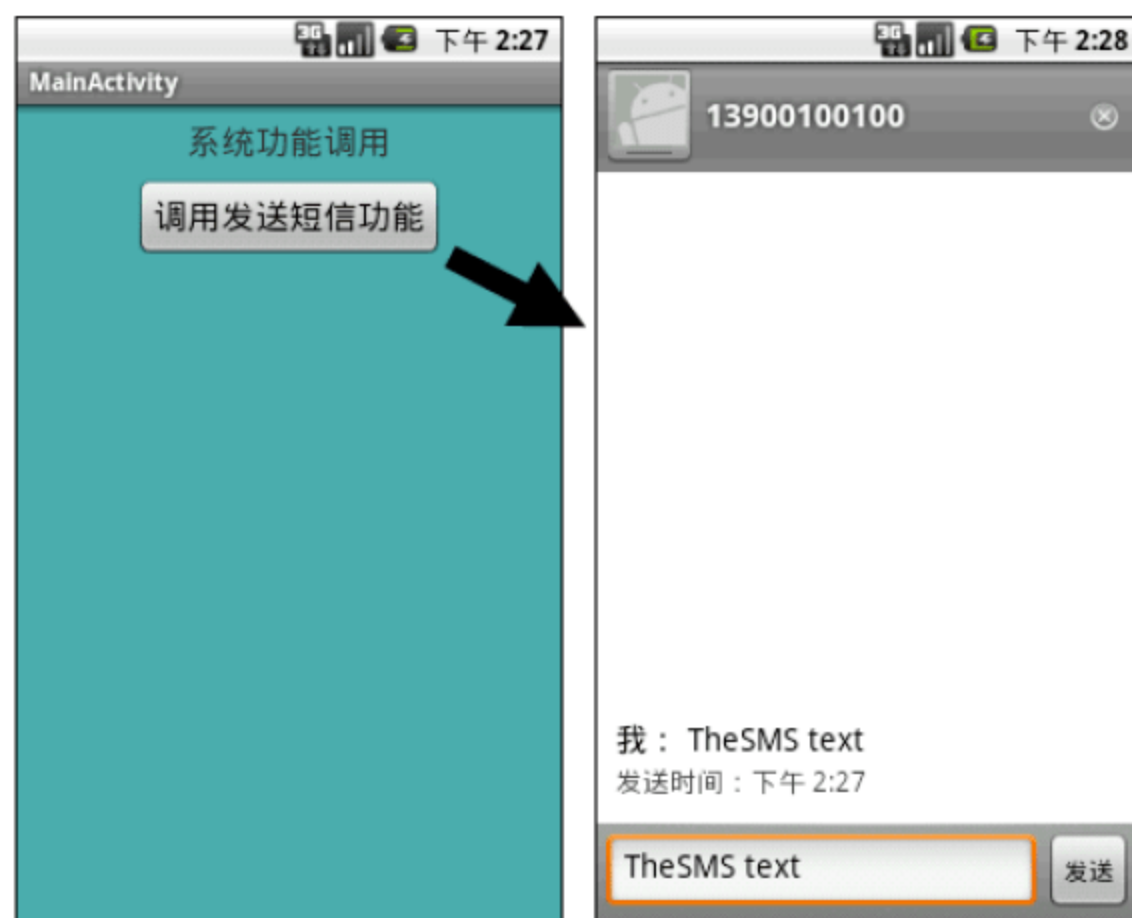 3G 下午 2:27
MainActivity
系统功能调用
调用发送短信功能
3G 下午 2:28
13900100100
我： TheSMS text
发送时间：下午 2:27
TheSMS text
发送